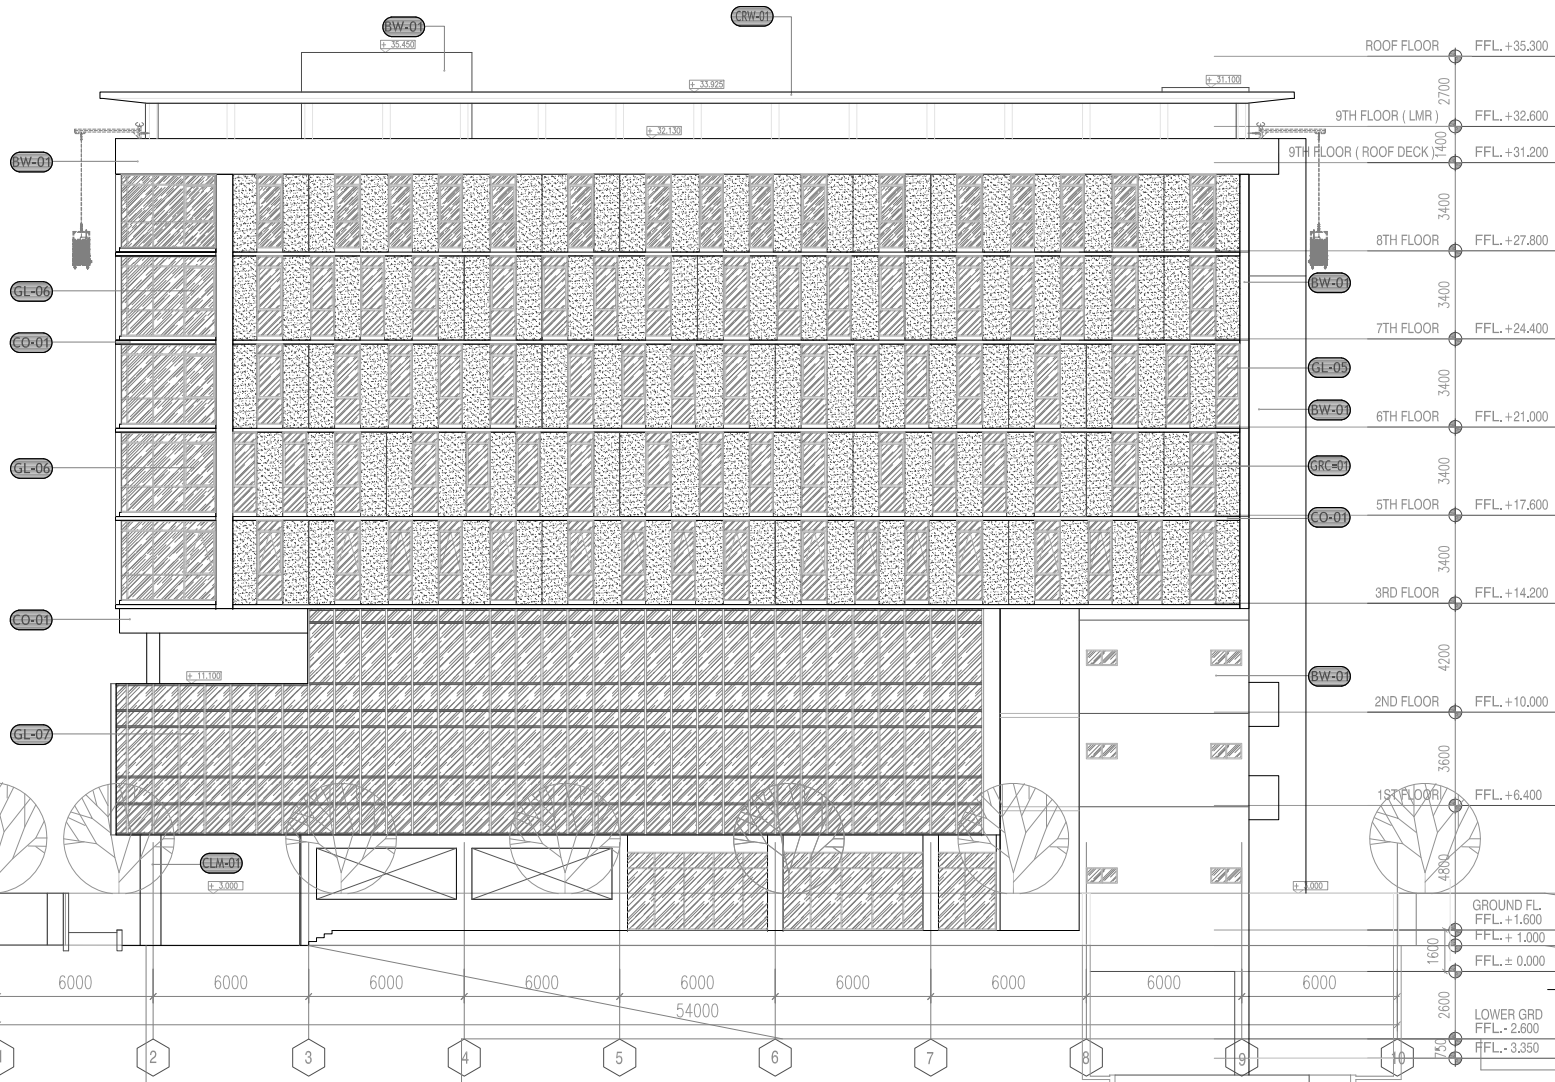 CRW-01
BW-01
+ 35.450
ROOF FLOOR FFL. +35.300
+ 33.925
+ 31.100
2700
9TH FLOOR ( LMR ) FFL. +32.600
+ 32.130
1400
9TH FLOOR ( ROOF DECK ) FFL. +31.200
BW-01
3400
8TH FLOOR FFL. +27.800
BW-01
GL-06
3400
7TH FLOOR FFL. +24.400
CO-01
GL-05
3400
BW-01
6TH FLOOR FFL. +21.000
GL-06
GRC-01
3400
5TH FLOOR FFL. +17.600
CO-01
3400
3RD FLOOR FFL. +14.200
CO-01
4200
+ 11.100
BW-01
2ND FLOOR FFL. +10.000
GL-07
3600
1ST FLOOR FFL. +6.400
CLM-01
4800
+ 3.000
+ 3.000
GROUND FL.
FFL. +1.600
FFL. + 1.000
1600
FFL. ± 0.000
6000 6000 6000 6000 6000 6000 6000 6000 6000
54000
2600
LOWER GRD
FFL. - 2.600
750
FFL. - 3.350
2 3 4 5 6 7 8 9 10